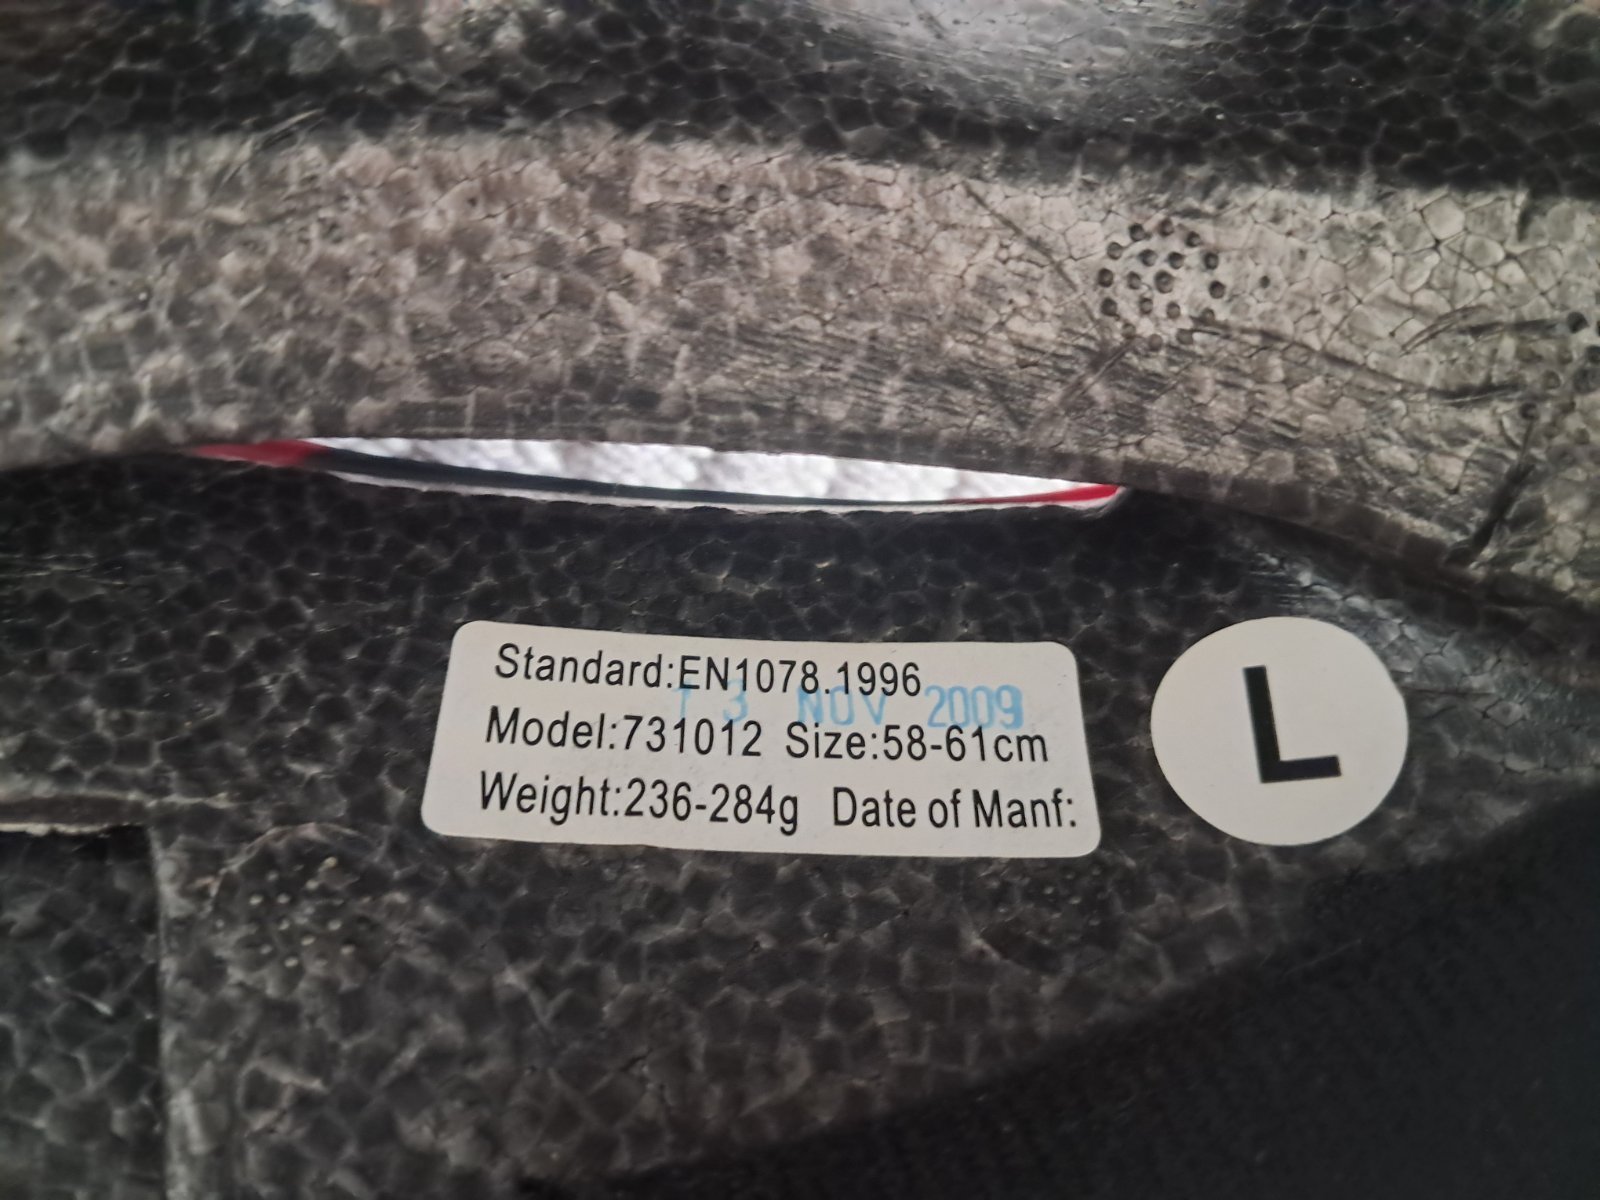 Standard:EN1078.1996
13 NOV 2009
Model:731012 Size:58-61cm
Weight:236-284g Date of Manf:
L